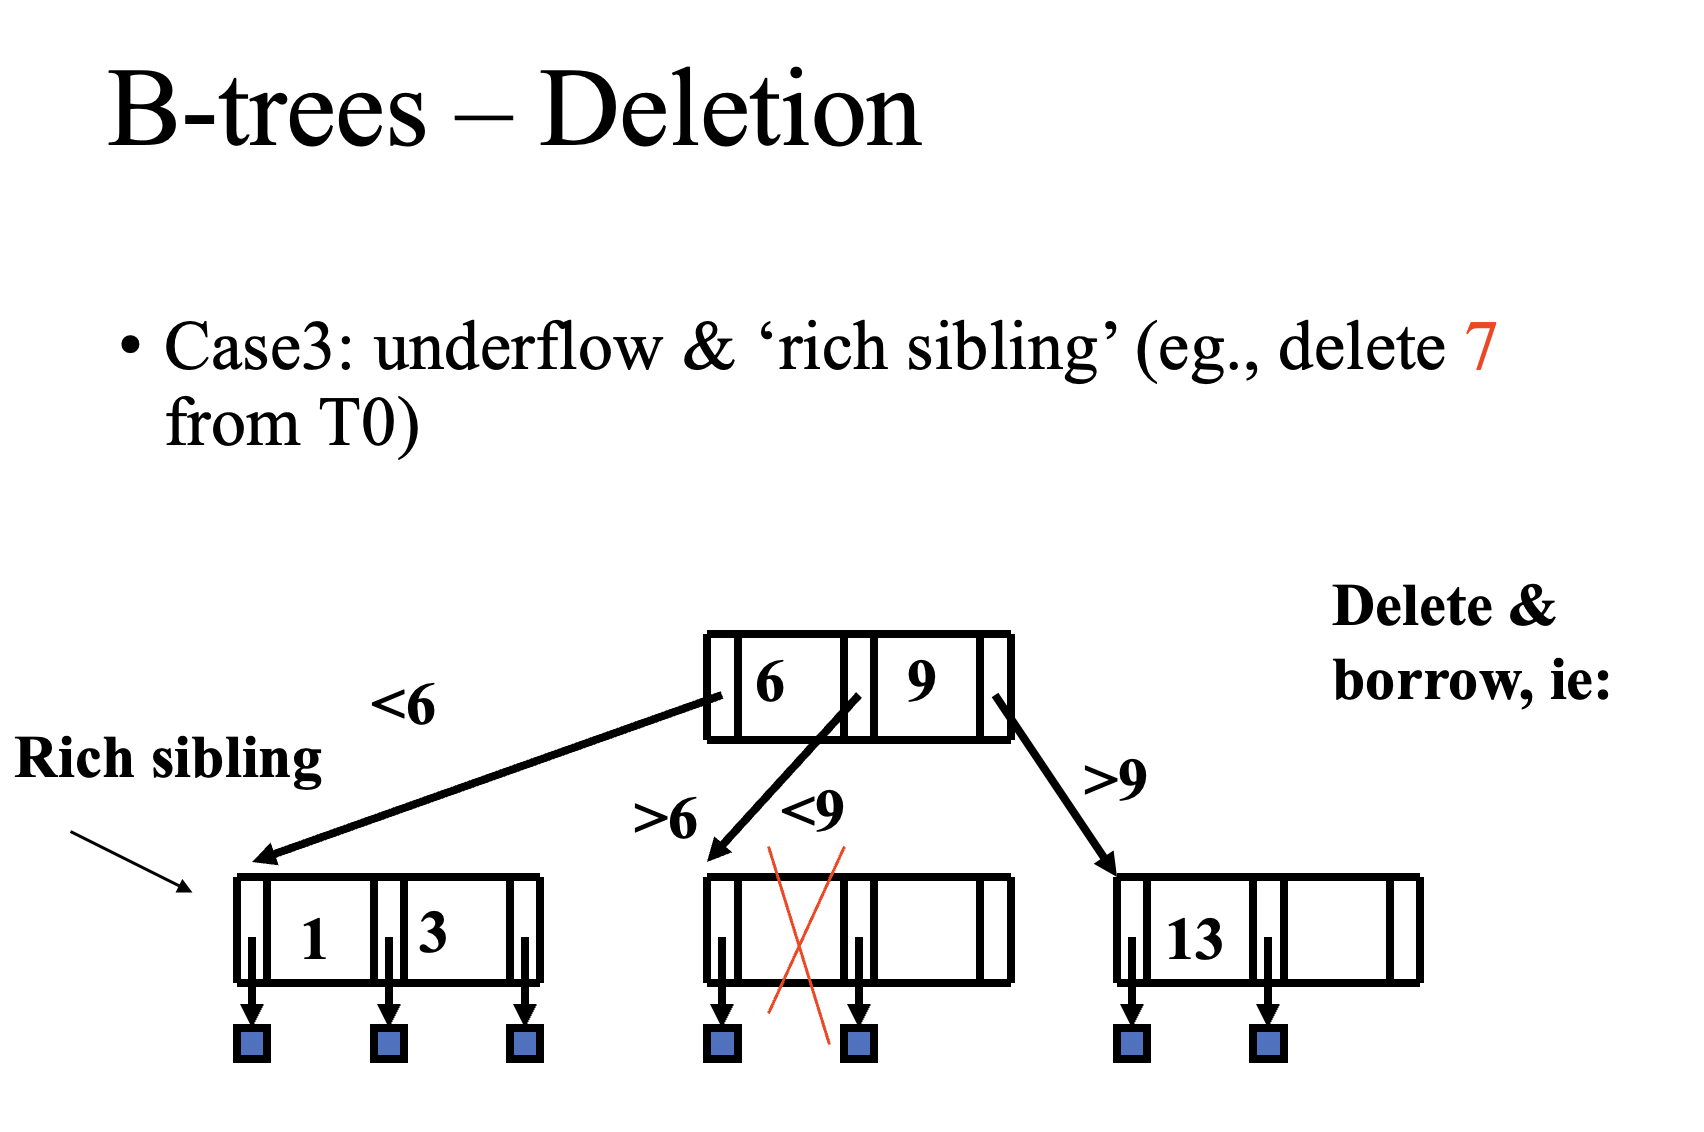 B-trees – Deletion
• Case3: underflow & ‘rich sibling’ (eg., delete 7
from T0)
Delete &
borrow, ie:
6 9
<6
Rich sibling
>6 <9
>9
1 3
13